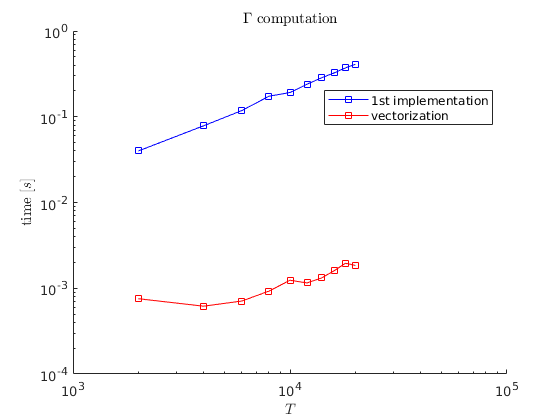 Γ computation
10^0
10^-1
10^-2
10^-3
10^-4
time [s]
1st implementation
vectorization
10^3
10^4
10^5
T